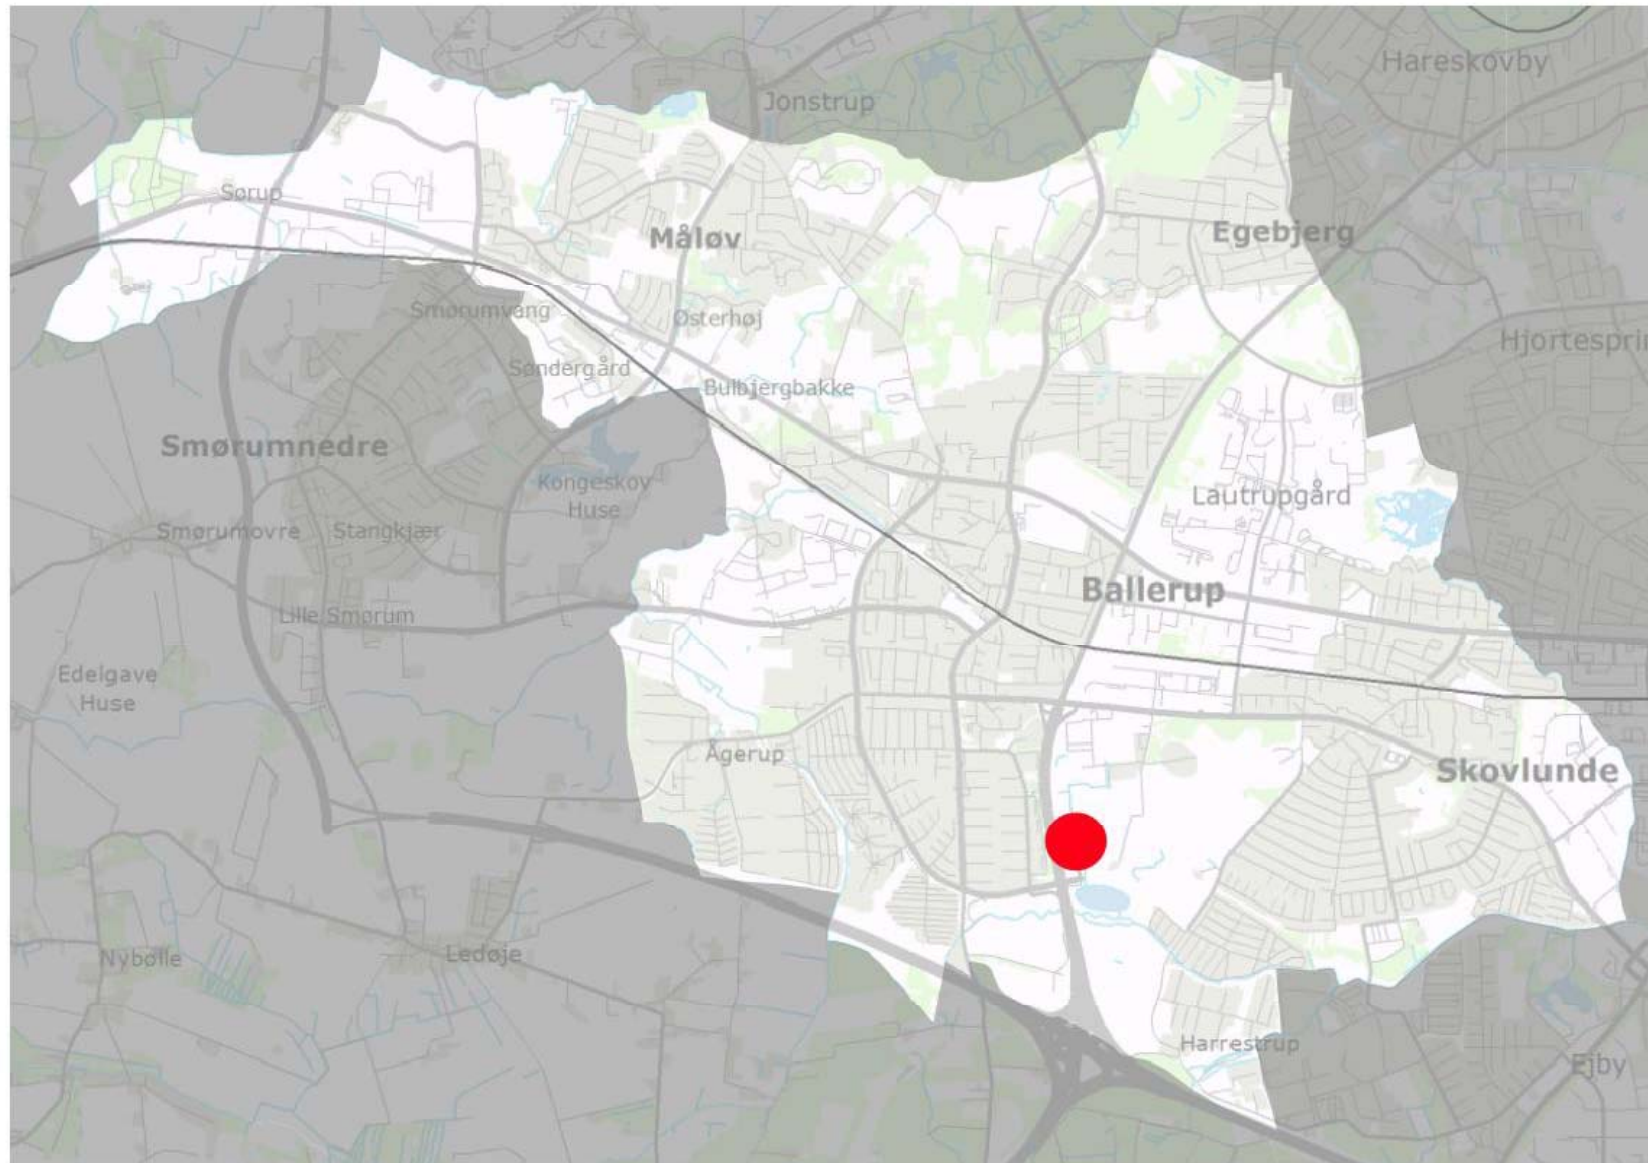 Hareskovby
Jonstrup
Sørup
Måløv
Egebjerg
Smørumvang
Østerhøj
Hjortesprin
Søndergård
Bulbjergbakke
Smørumnedre
Kongeskov
Huse
Lautrupgård
Smørumovre
Stangkjær
Ballerup
Lille Smørum
Edelgave
Huse
Ågerup
Skovlunde
Nybølle
Ledøje
Harrestrup
Ejby